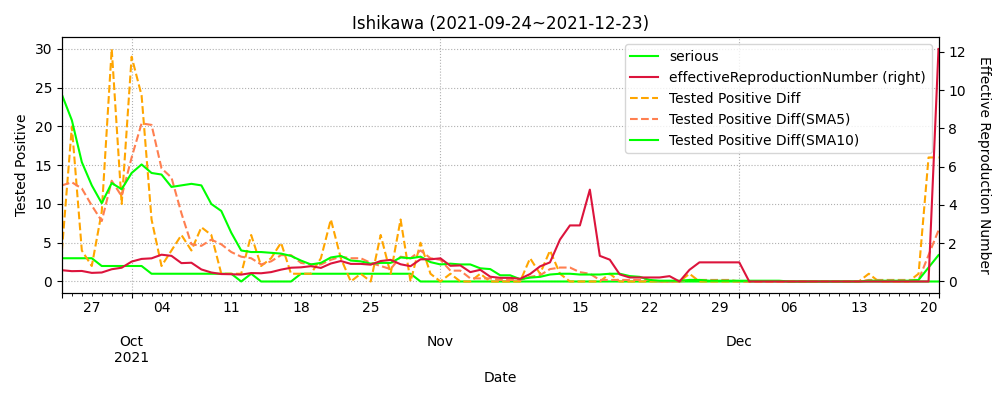 Ishikawa (2021-09-24~2021-12-23)
serious
effectiveReproductionNumber (right)
Tested Positive Diff
Tested Positive Diff(SMA5)
Tested Positive Diff(SMA10)
Tested Positive
30
25
20
15
10
5
0
12
10
8
6
4
2
0
Effective Reproduction Number
27 04 11 18 25 08 15 22 29 06 13 20
Oct Nov Dec
2021
Date